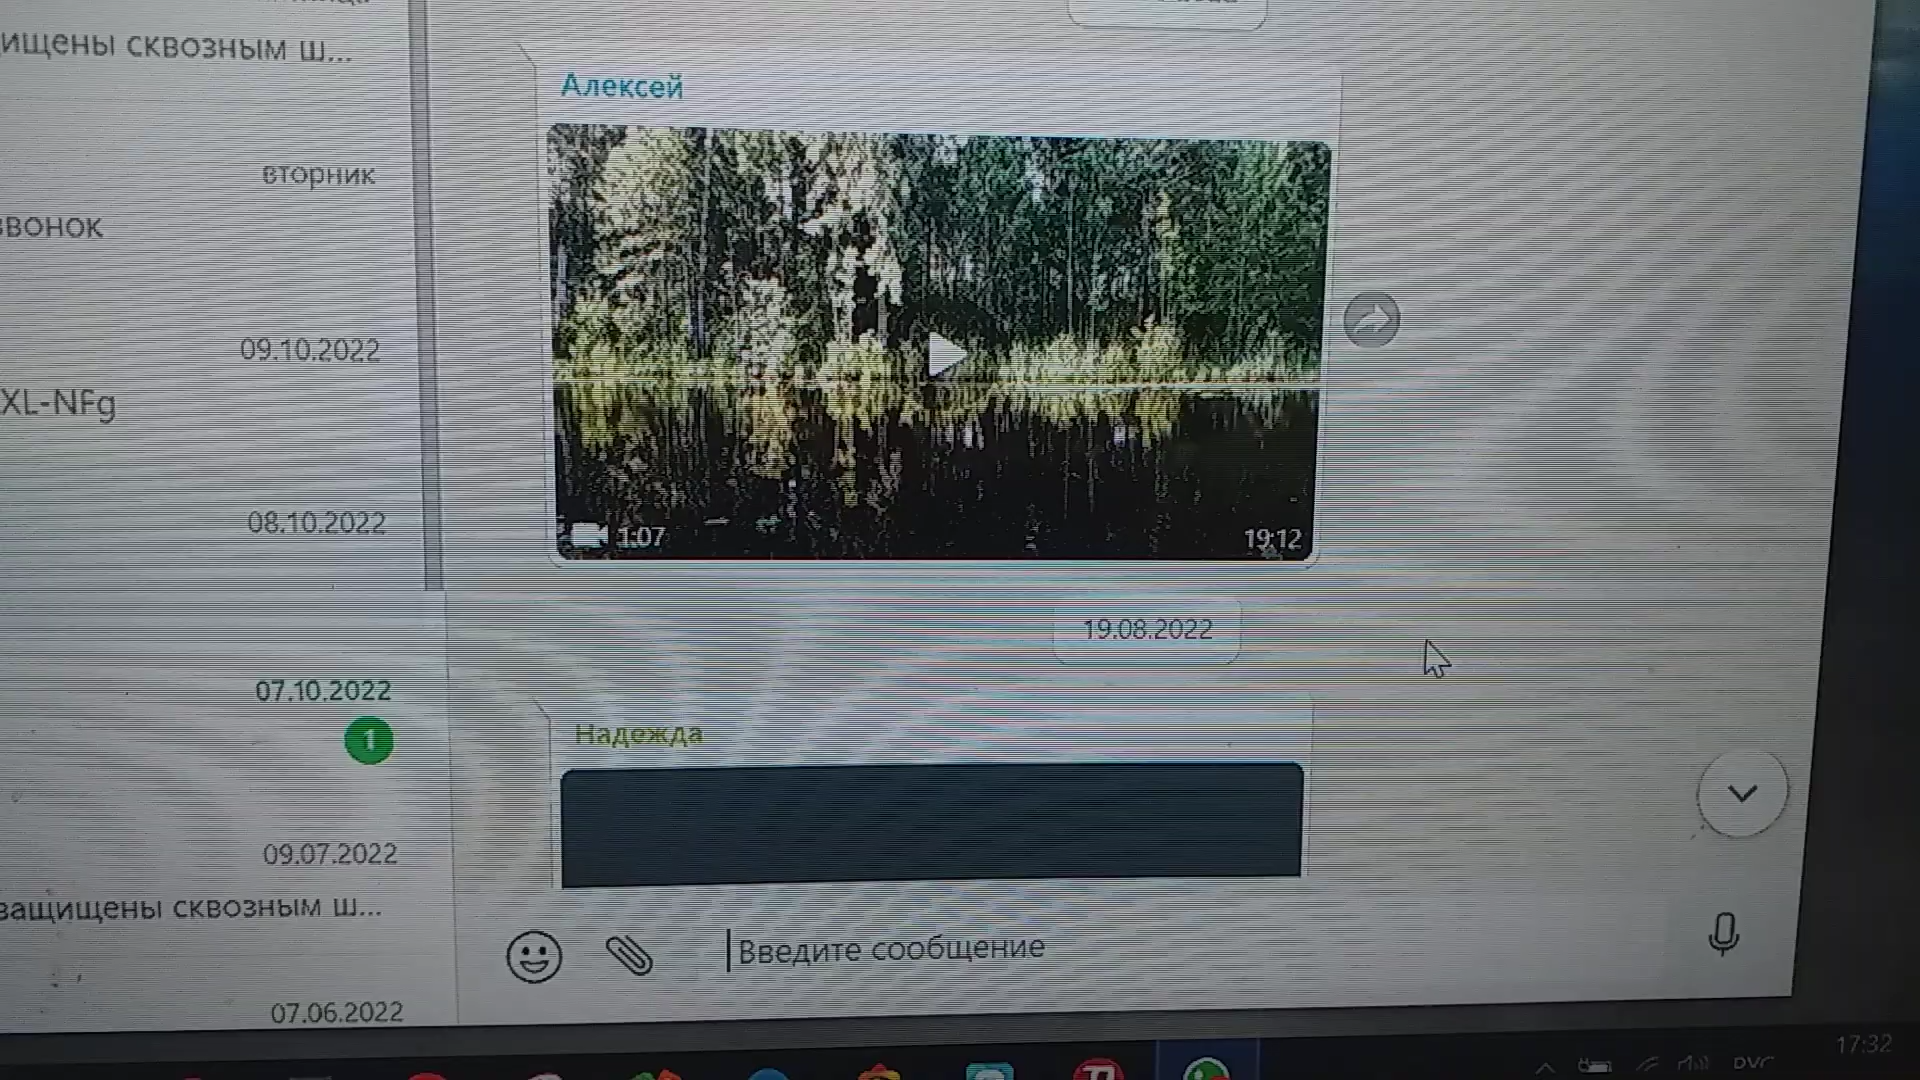 ищены сквозным ш...
вторник
звонок
09.10.2022
XL-NFg
08.10.2022
07.10.2022
1
09.07.2022
защищены сквозным ш...
07.06.2022
Алексей
1:07
19:12
19.08.2022
Надежда
Введите сообщение
17:32